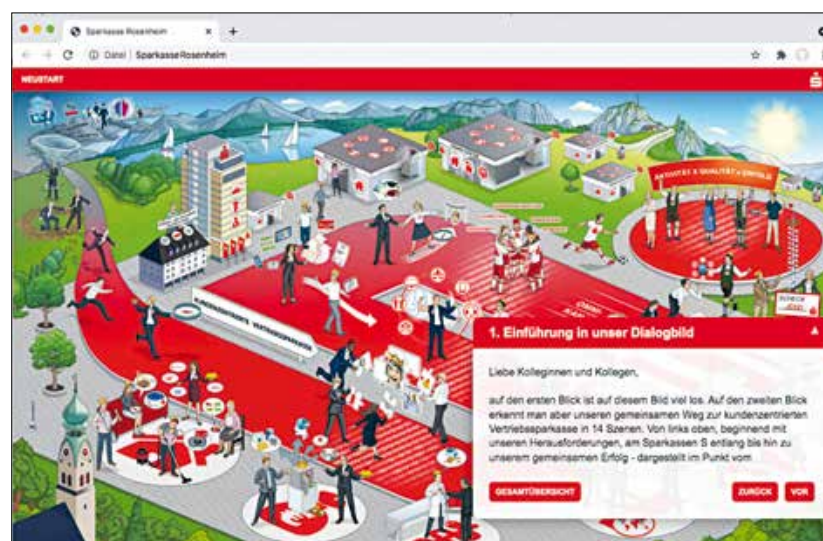 Sparkasse Rosenheim
Datei | SparkasseRosenheim
NEUSTART
AKTIVITÄT X QUALITÄT = ERFOLG
KUNDENZENTRIERTE VERTRIEBSSPARKASSE
SCHECK
1. Einführung in unser Dialogbild
Liebe Kolleginnen und Kollegen,
auf den ersten Blick ist auf diesem Bild viel los. Auf den zweiten Blick
erkennt man aber unseren gemeinsamen Weg zur kundenzentrierten
Vertriebssparkasse in 14 Szenen. Von links oben, beginnend mit
unseren Herausforderungen, am Sparkassen S entlang bis hin zu
unserem gemeinsamen Erfolg - dargestellt im Punkt vom
GESAMTÜBERSICHT
ZURÜCK
VOR